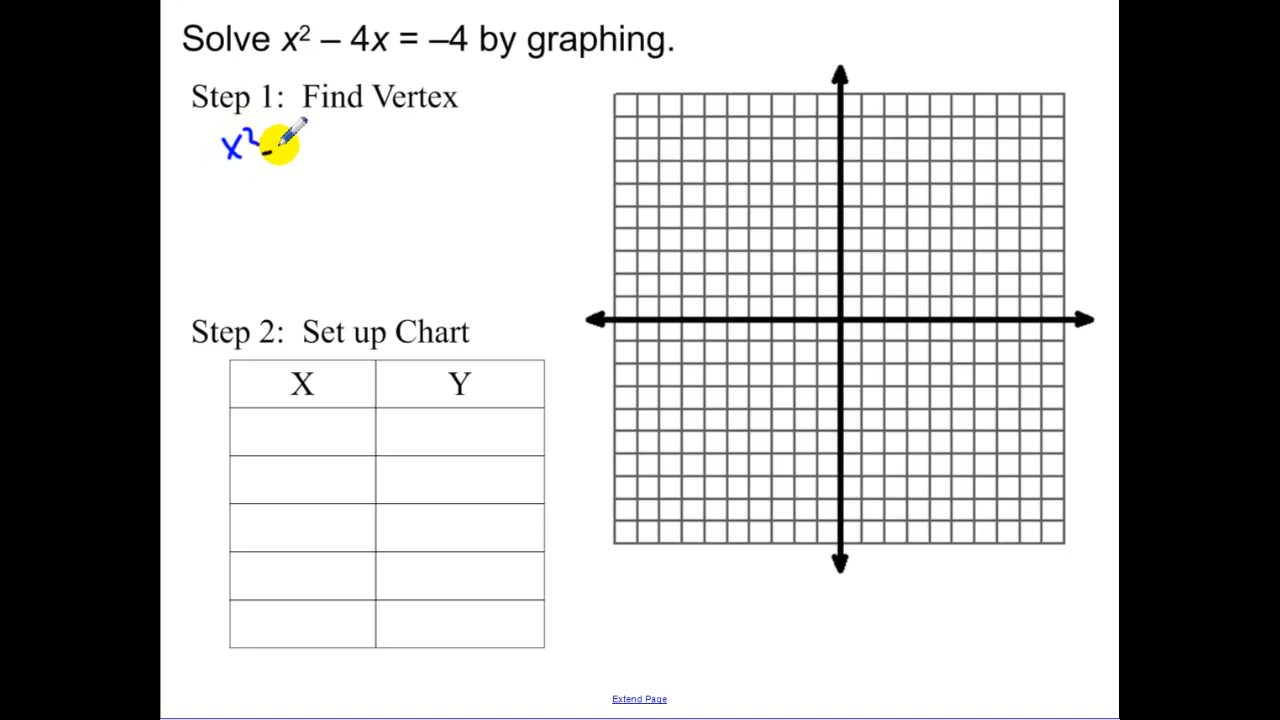 Solve x² – 4x = –4 by graphing.
Step 1: Find Vertex
x² -
Step 2: Set up Chart
X Y
Extend Page